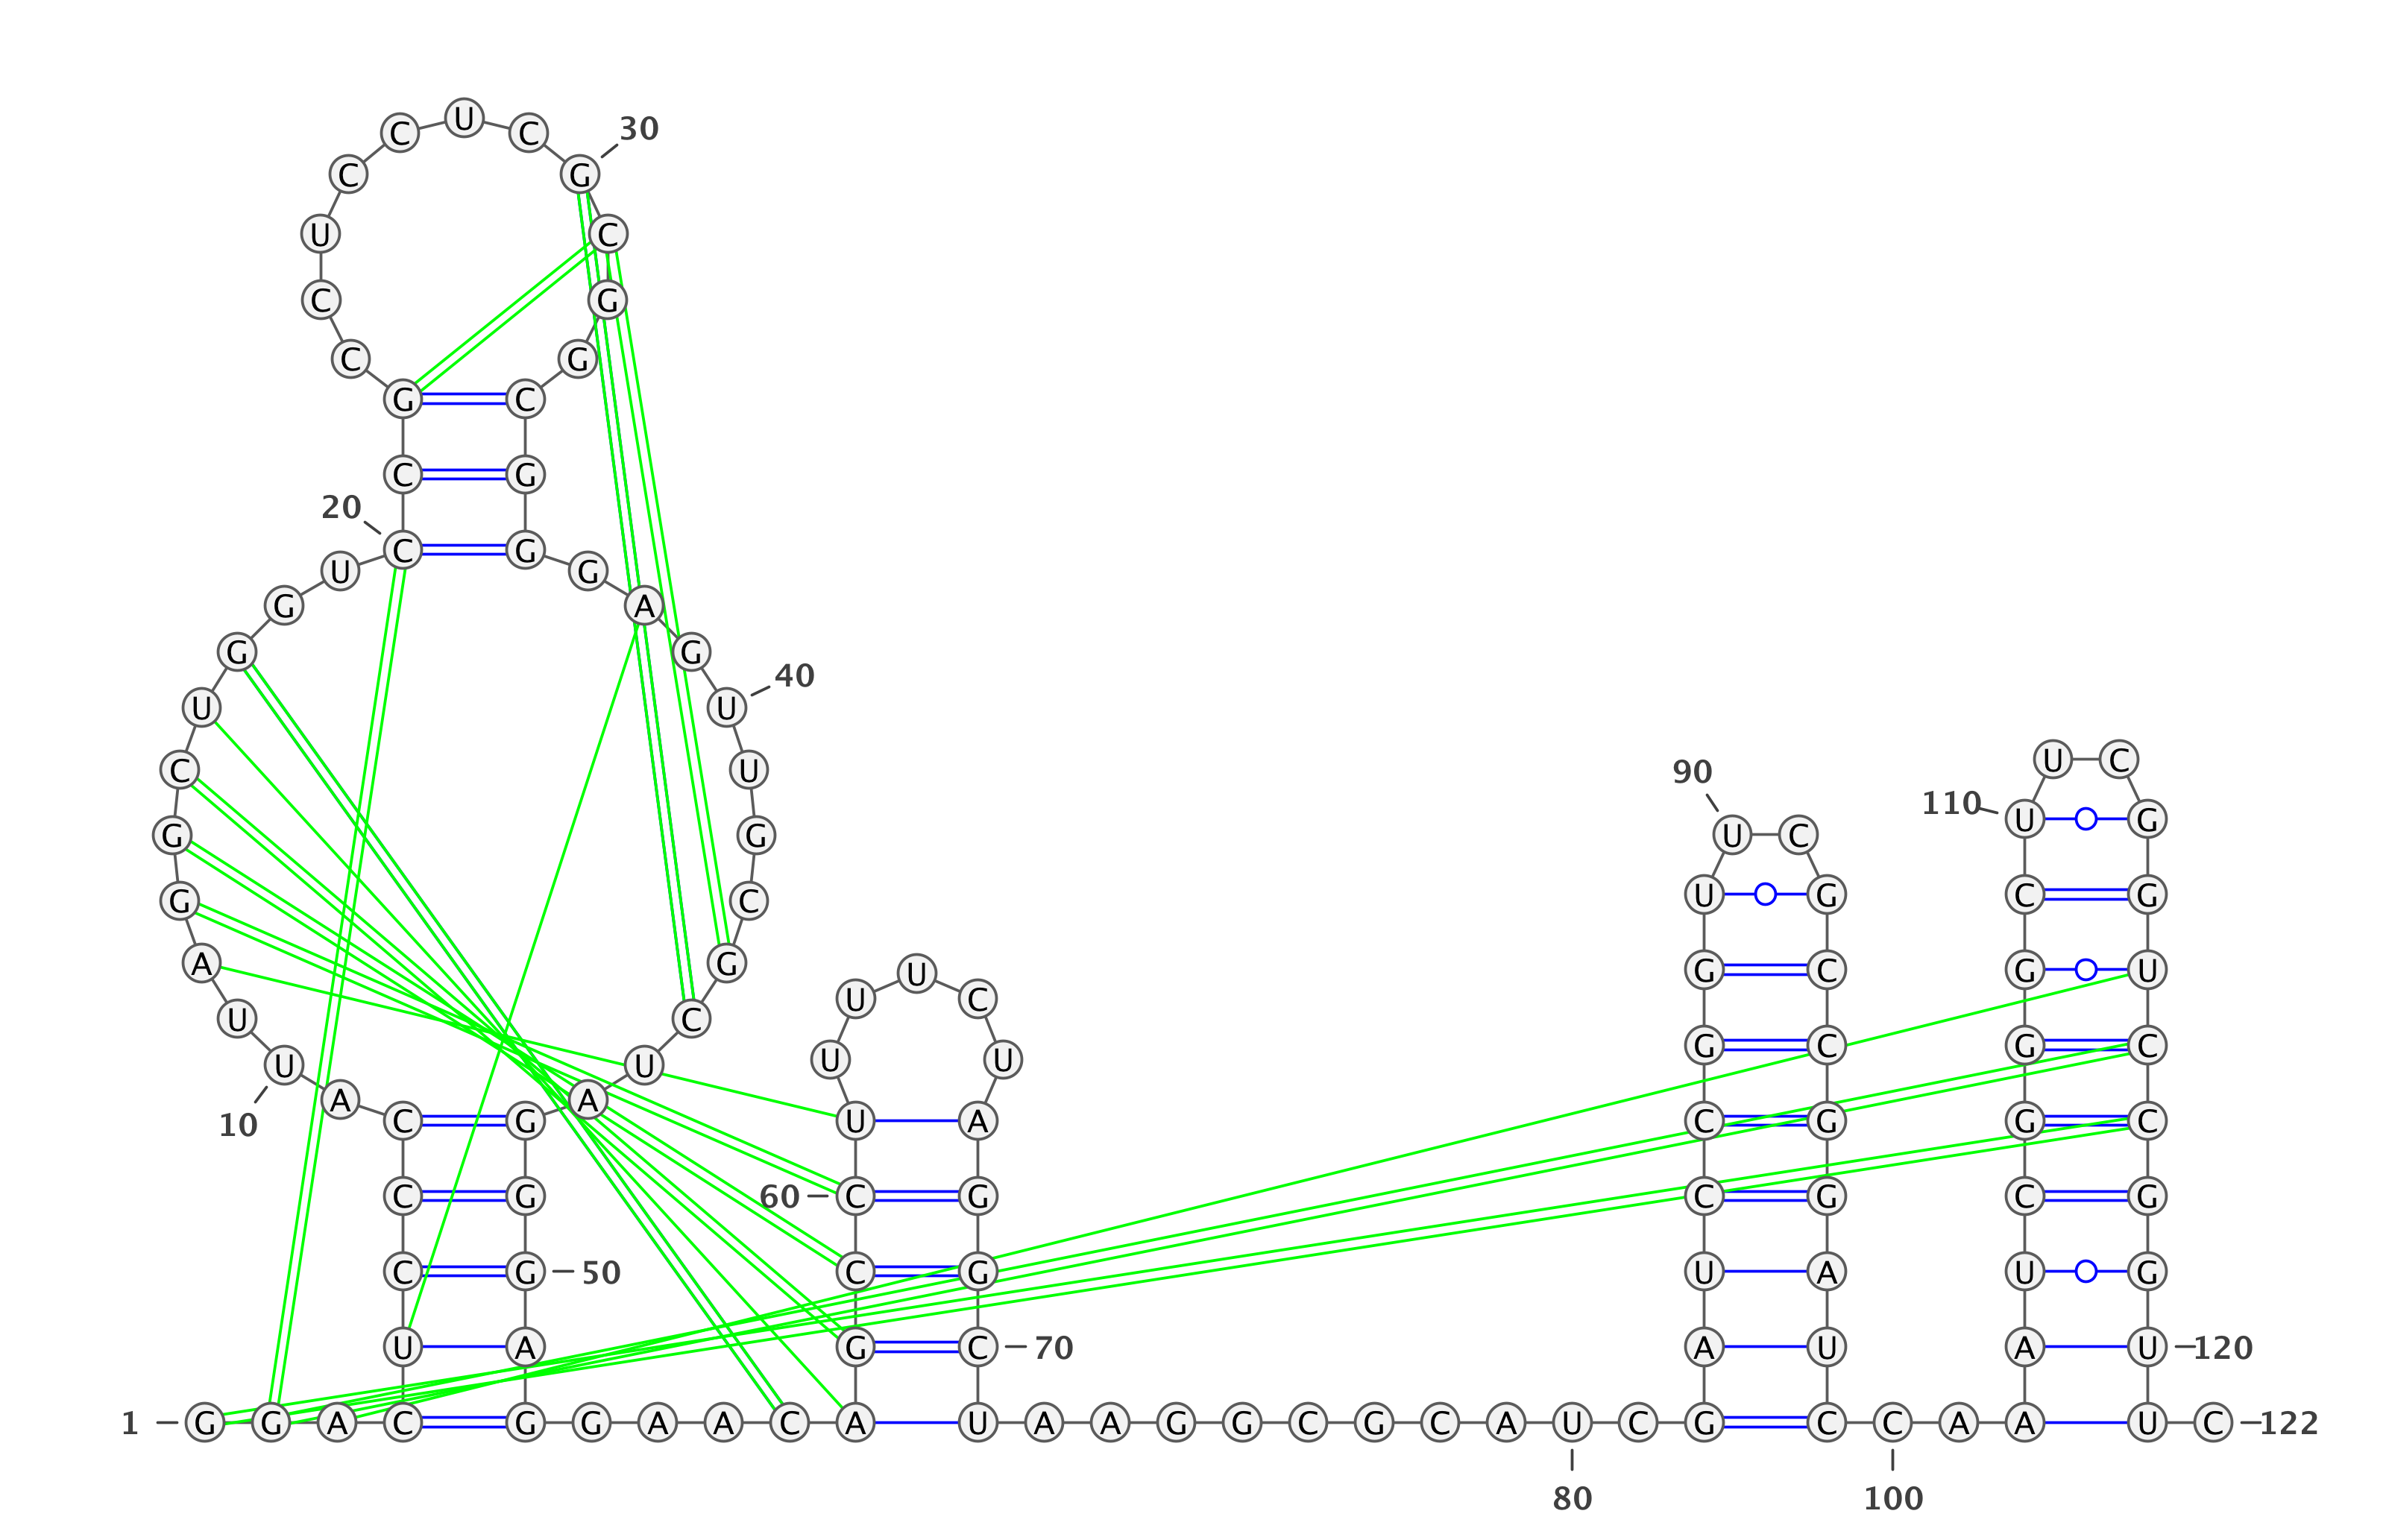 U
C C 30
C G
U C
C G
C G
G C
C G
20
C G
U G
G A
G G
40
U U
U C
C U 90
110 U G
G G U C
G C U G C G
A G G C G U
U
U C
U C
G C G C
U U U U
A A
C G U A C G G C
10
C G 60 C G C G C G
C G 50 C G U A U G
U A G C 70 A U A U 120
1 G G A C G G A A C A U A A G G C G C A U C G C C A A U C 122
80 100